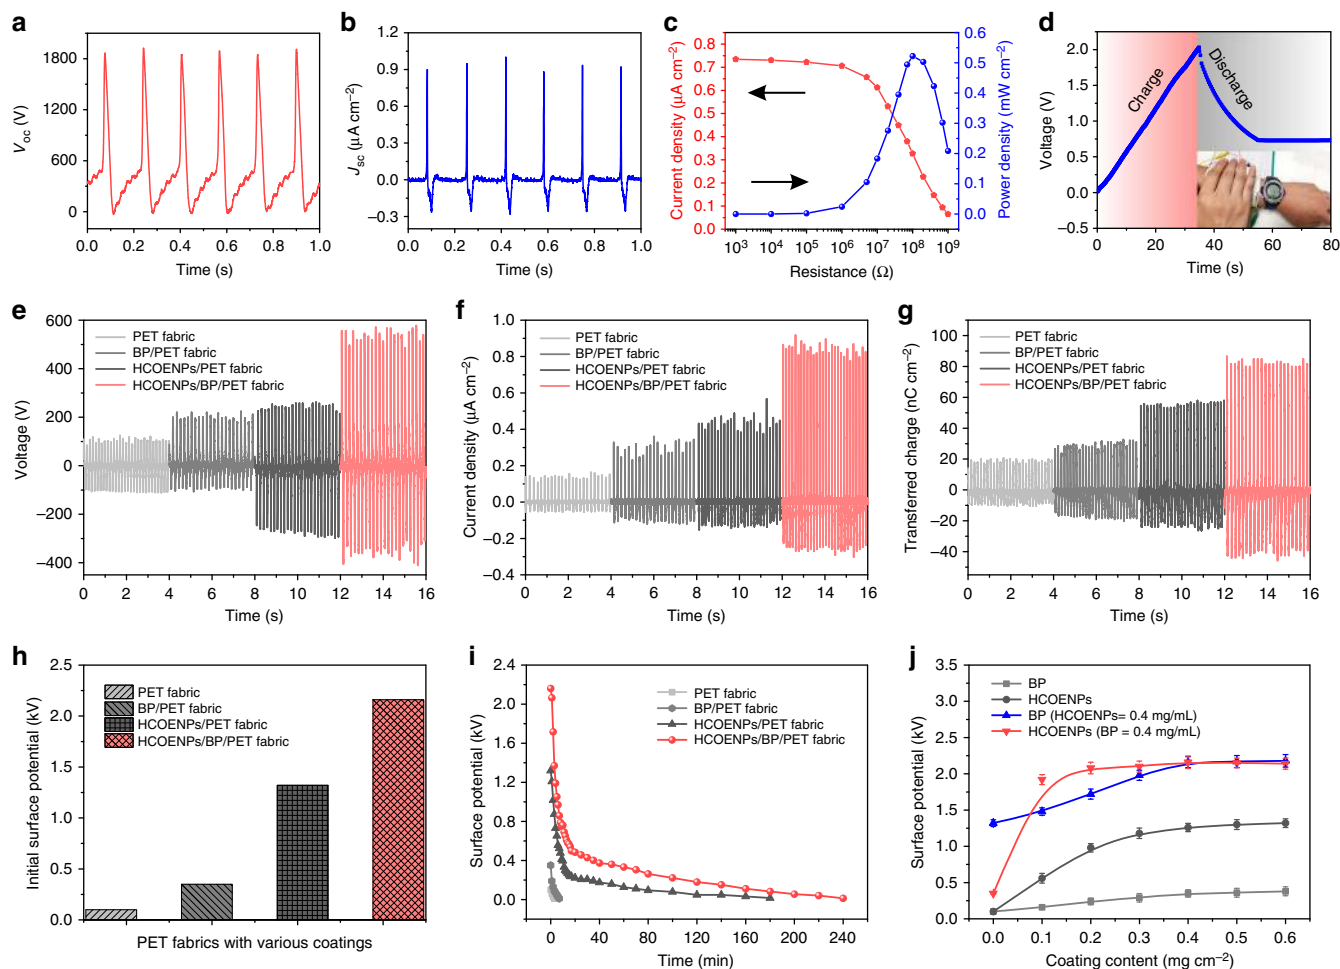 a
1800
1200
600
0
Voc
0.0 0.2 0.4 0.6 0.8 1.0
Time (s)
b
1.2
0.9
0.6
0.3
0.0
−0.3
Jsc (μA cm−2)
0.0 0.2 0.4 0.6 0.8 1.0
Time (s)
c
0.8
0.7
0.6
0.5
0.4
0.3
0.2
0.1
0.0
Current density (μA cm−2)
0.6
0.5
0.4
0.3
0.2
0.1
0.0
Power density (mW cm−2)
10³ 10⁴ 10⁵ 10⁶ 10⁷ 10⁸ 10⁹
Resistance (Ω)
d
2.0
1.5
1.0
0.5
0.0
−0.5
Voltage (V)
Charge
Discharge
0 20 40 60 80
Time (s)
e
600
400
200
0
−200
−400
Voltage (V)
PET fabric
BP/PET fabric
HCOENPs/PET fabric
HCOENPs/BP/PET fabric
0 2 4 6 8 10 12 14 16
Time (s)
f
1.0
0.8
0.6
0.4
0.2
0.0
−0.2
−0.4
Current density (μA cm−2)
PET fabric
BP/PET fabric
HCOENPs/PET fabric
HCOENPs/BP/PET fabric
0 2 4 6 8 10 12 14 16
Time (s)
g
100
80
60
40
20
0
−20
−40
Transferred charge (nC cm−2)
PET fabric
BP/PET fabric
HCOENPs/PET fabric
HCOENPs/BP/PET fabric
0 2 4 6 8 10 12 14 16
Time (s)
h
2.5
2.0
1.5
1.0
0.5
0.0
Initial surface potential (kV)
PET fabric
BP/PET fabric
HCOENPs/PET fabric
HCOENPs/BP/PET fabric
PET fabrics with various coatings
i
2.4
2.0
1.6
1.2
0.8
0.4
0.0
Surface potential (kV)
PET fabric
BP/PET fabric
HCOENPs/PET fabric
HCOENPs/BP/PET fabric
0 40 80 120 160 200 240
Time (min)
j
3.5
3.0
2.5
2.0
1.5
1.0
0.5
0.0
Surface potential (kV)
BP
HCOENPs
BP (HCOENPs= 0.4 mg/mL)
HCOENPs (BP = 0.4 mg/mL)
0.0 0.1 0.2 0.3 0.4 0.5 0.6
Coating content (mg cm−2)